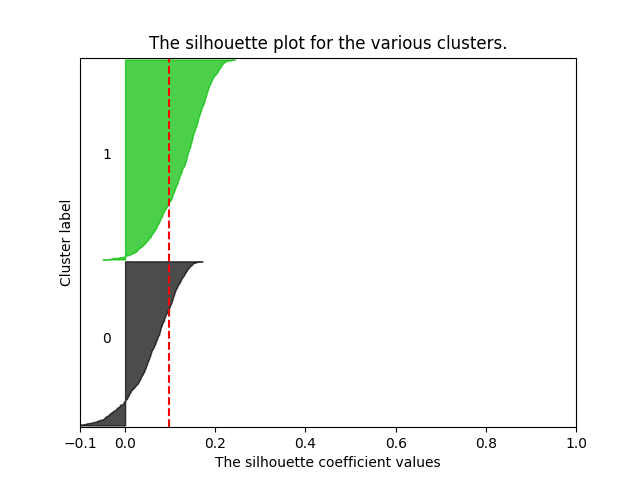 The silhouette plot for the various clusters.
Cluster label
1
0
−0.1 0.0 0.2 0.4 0.6 0.8 1.0
The silhouette coefficient values